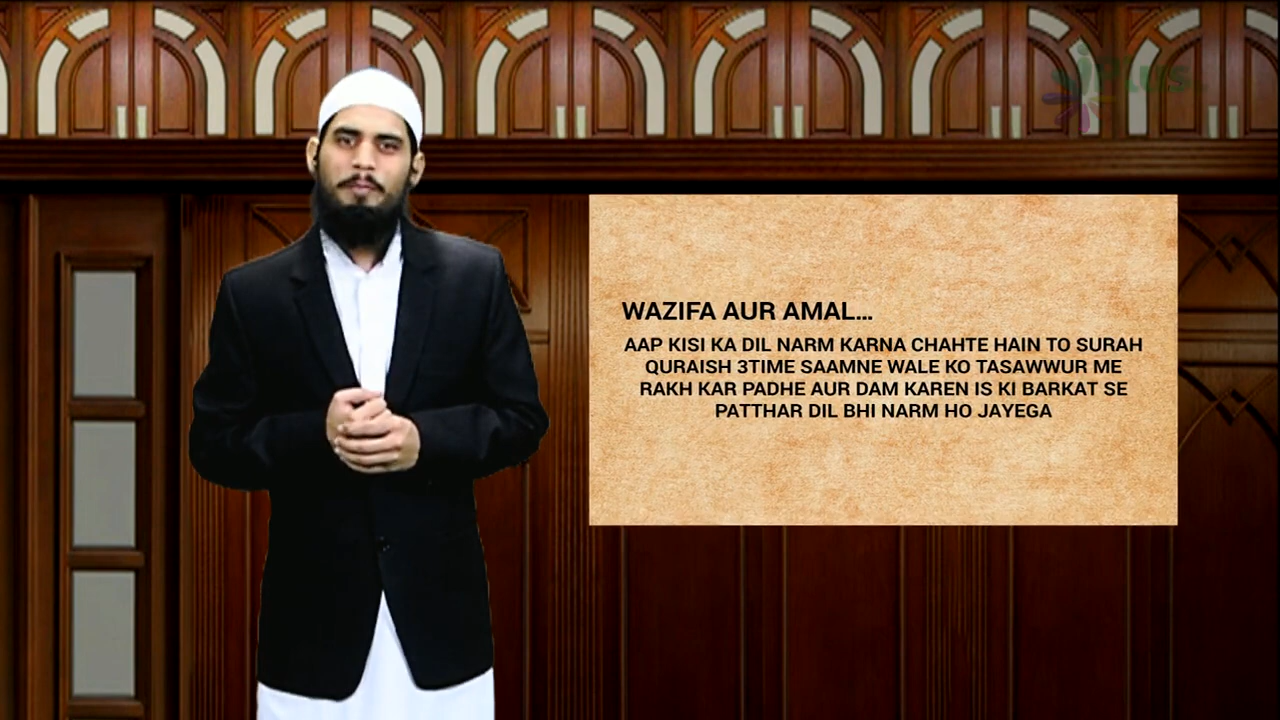 iPlus
WAZIFA AUR AMAL...
AAP KISI KA DIL NARM KARNA CHAHTE HAIN TO SURAH
QURAISH 3TIME SAAMNE WALE KO TASAWWUR ME
RAKH KAR PADHE AUR DAM KAREN IS KI BARKAT SE
PATTHAR DIL BHI NARM HO JAYEGA